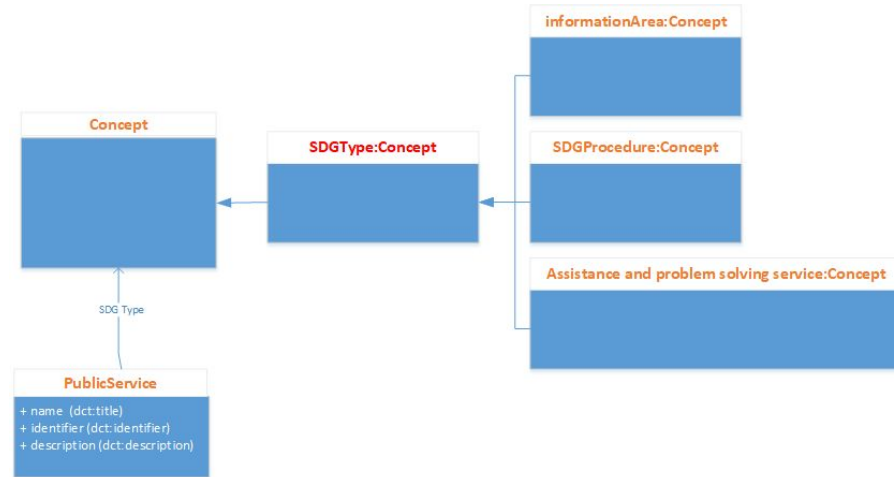 informationArea:Concept
Concept
SDGType:Concept
SDGProcedure:Concept
Assistance and problem solving service:Concept
SDG Type
PublicService
+ name (dct:title)
+ identifier (dct:identifier)
+ description (dct:description)